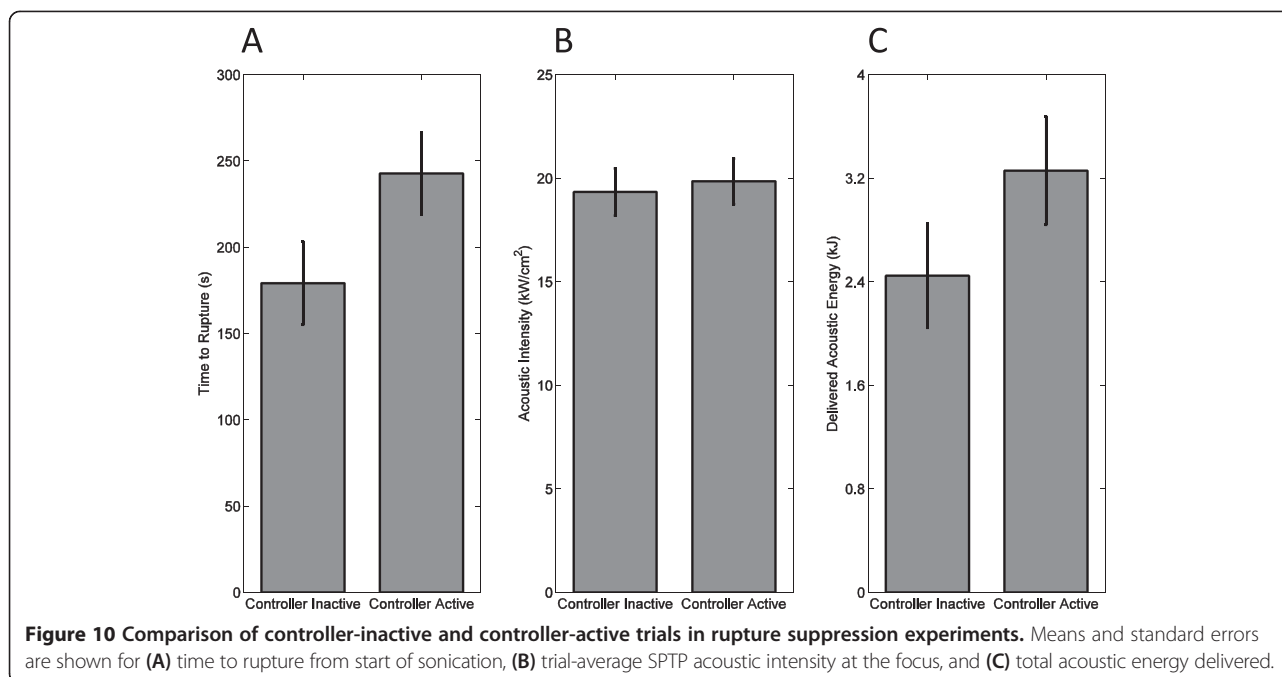 A
B
C
Time to Rupture (s)
300
250
200
150
100
50
0
Controller Inactive Controller Active
Acoustic Intensity (kW/cm²)
25
20
15
10
5
0
Controller Inactive Controller Active
Delivered Acoustic Energy (kJ)
4
3.2
2.4
1.6
0.8
0
Controller Inactive Controller Active
Figure 10 Comparison of controller-inactive and controller-active trials in rupture suppression experiments. Means and standard errors
are shown for (A) time to rupture from start of sonication, (B) trial-average SPTP acoustic intensity at the focus, and (C) total acoustic energy delivered.